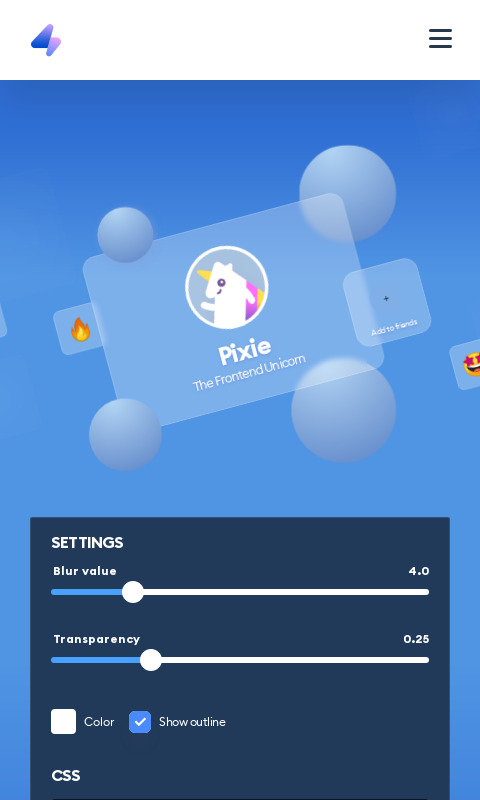 Pixie
The Frontend Unicorn
+
Add to friends
SETTINGS
Blur value 4.0
Transparency 0.25
Color Show outline
CSS